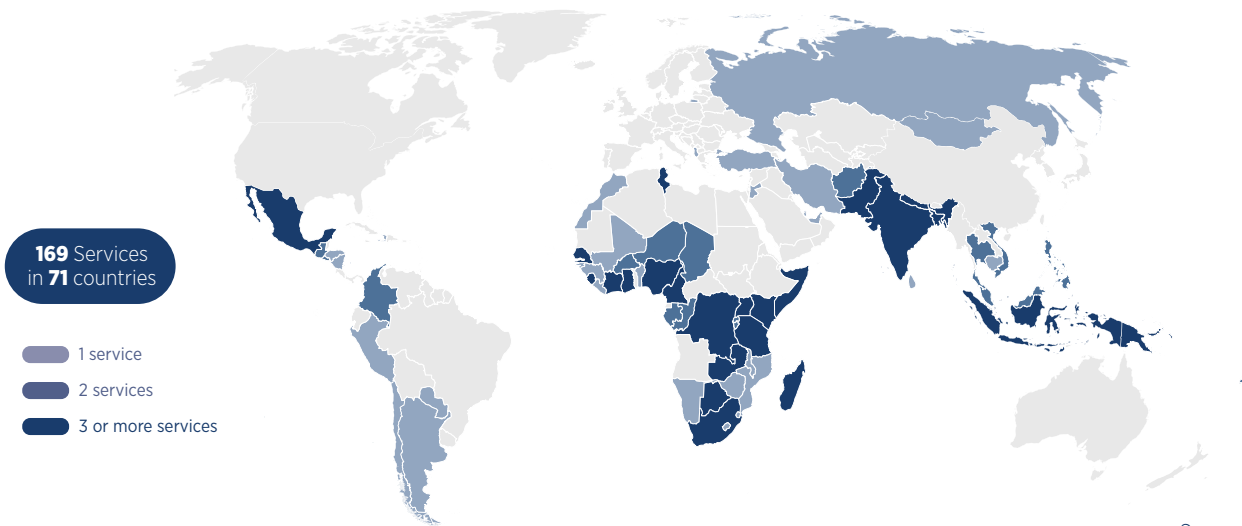 169 Services
in 71 countries
1 service
2 services
3 or more services